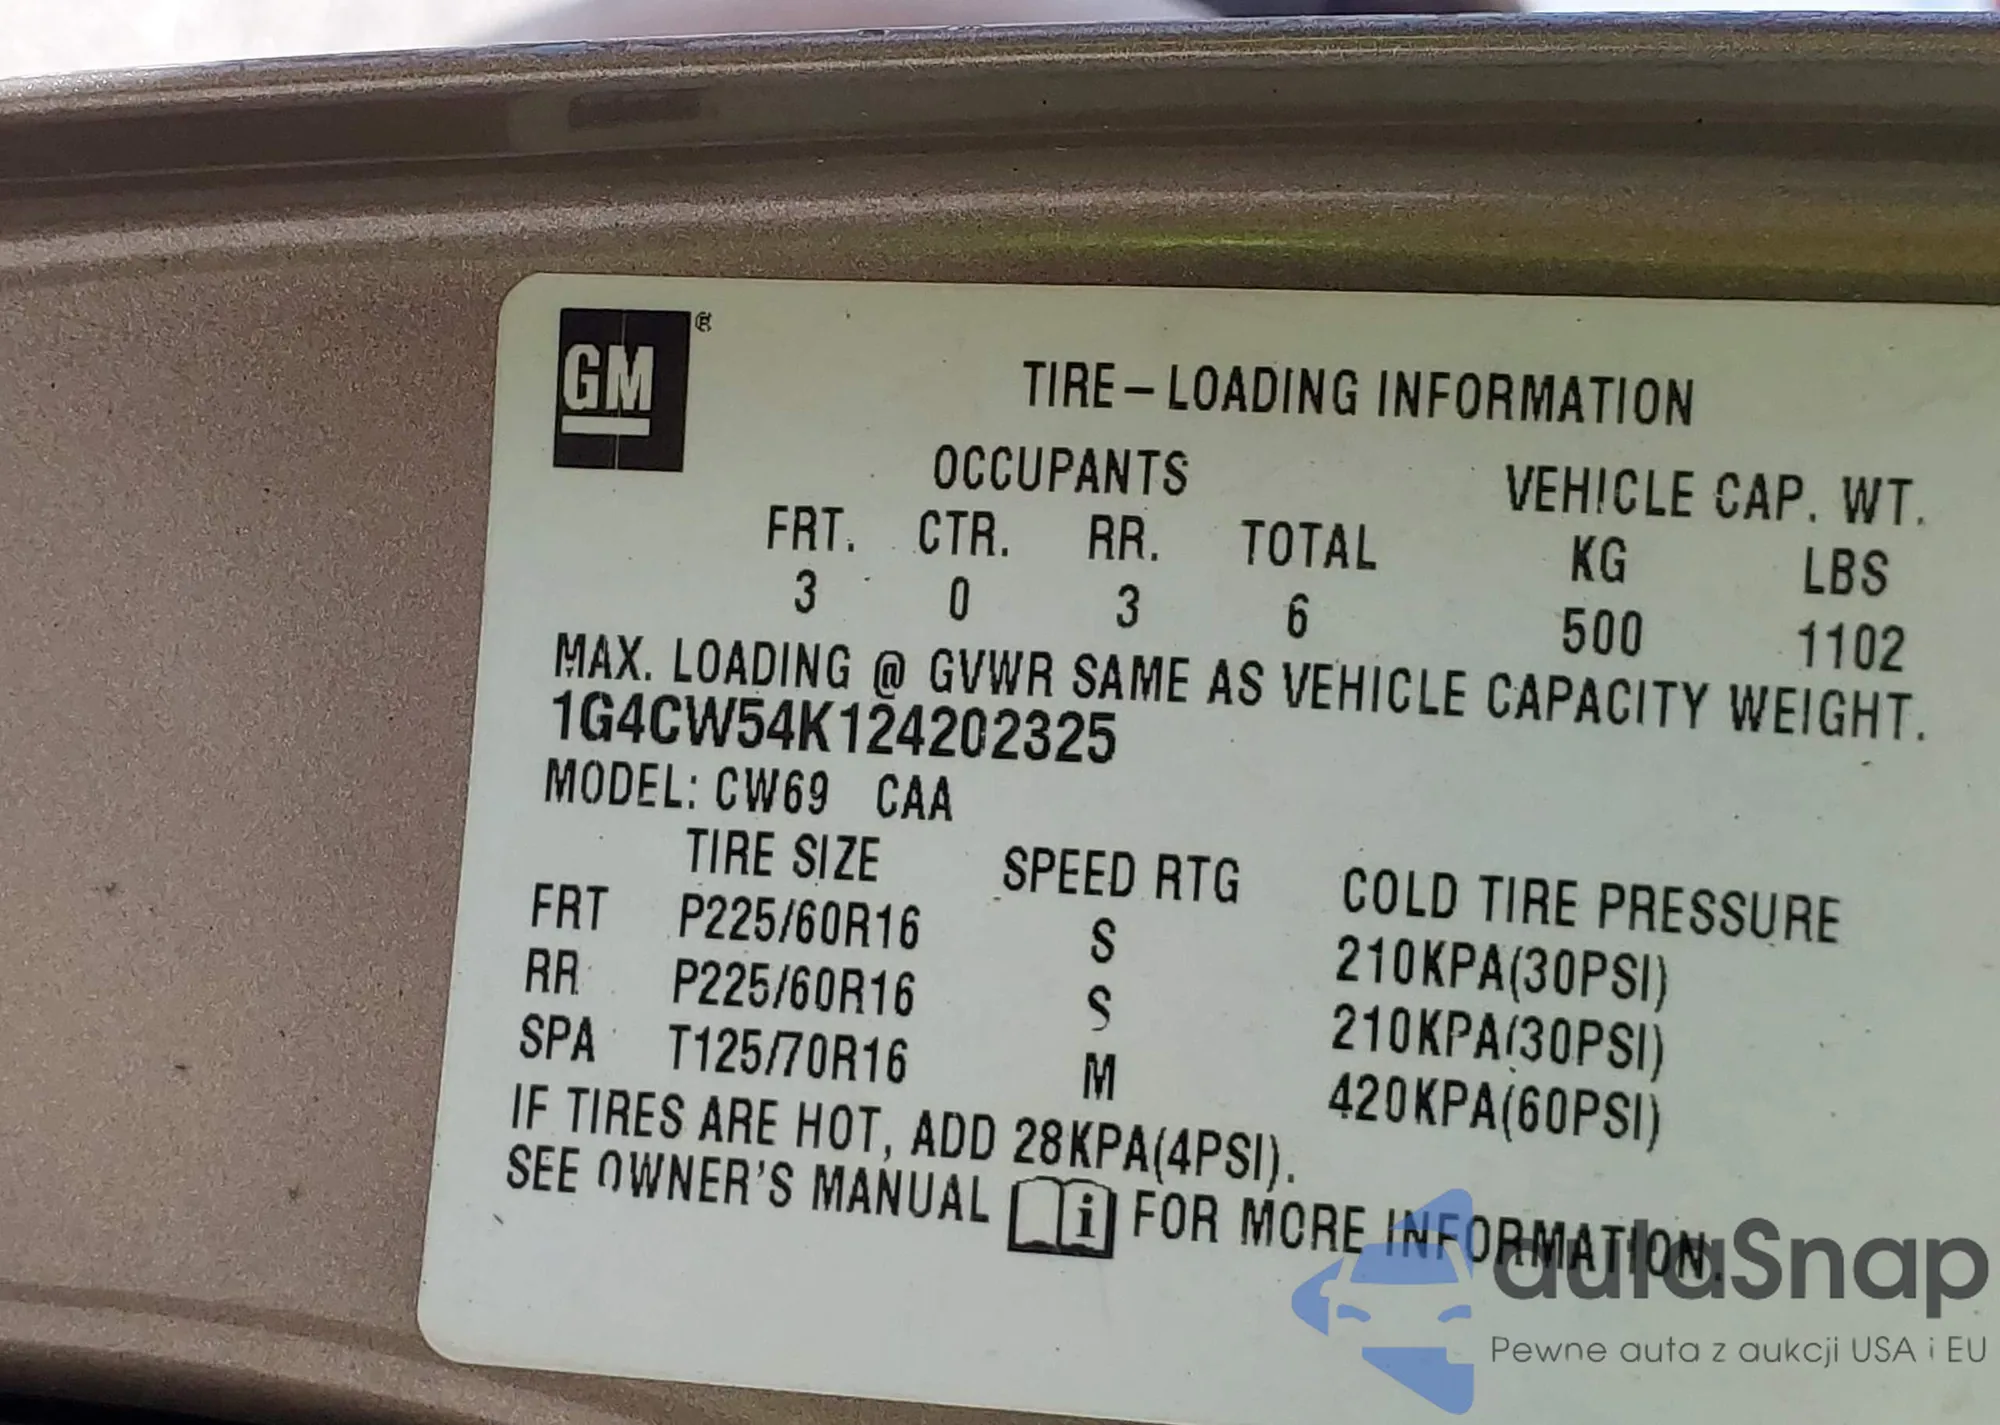 GM ®
TIRE–LOADING INFORMATION
OCCUPANTS VEHICLE CAP. WT.
FRT. CTR. RR. TOTAL KG LBS
3 0 3 6 500 1102
MAX. LOADING @ GVWR SAME AS VEHICLE CAPACITY WEIGHT.
1G4CW54K124202325
MODEL: CW69 CAA
TIRE SIZE SPEED RTG COLD TIRE PRESSURE
FRT P225/60R16 S 210KPA(30PSI)
RR P225/60R16 S 210KPA(30PSI)
SPA T125/70R16 M 420KPA(60PSI)
IF TIRES ARE HOT, ADD 28KPA(4PSI).
SEE OWNER'S MANUAL i FOR MORE INFORMATION.
autaSnap
Pewne auta z aukcji USA i EU